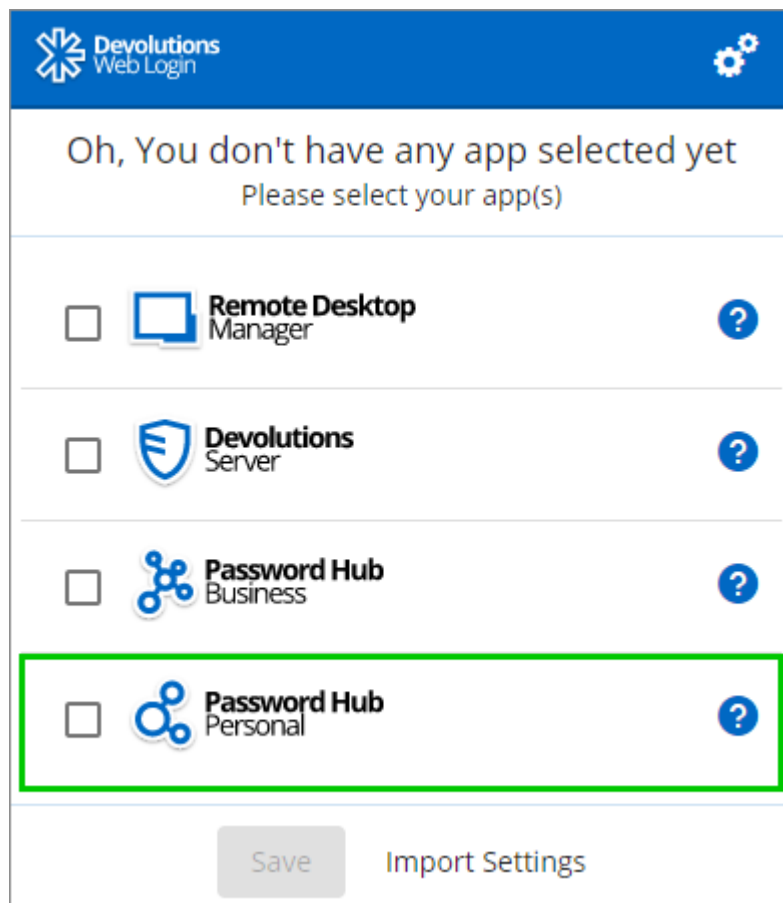 Devolutions
Web Login
Oh, You don't have any app selected yet
Please select your app(s)
Remote Desktop
Manager
?
Devolutions
Server
?
Password Hub
Business
?
Password Hub
Personal
?
Save
Import Settings